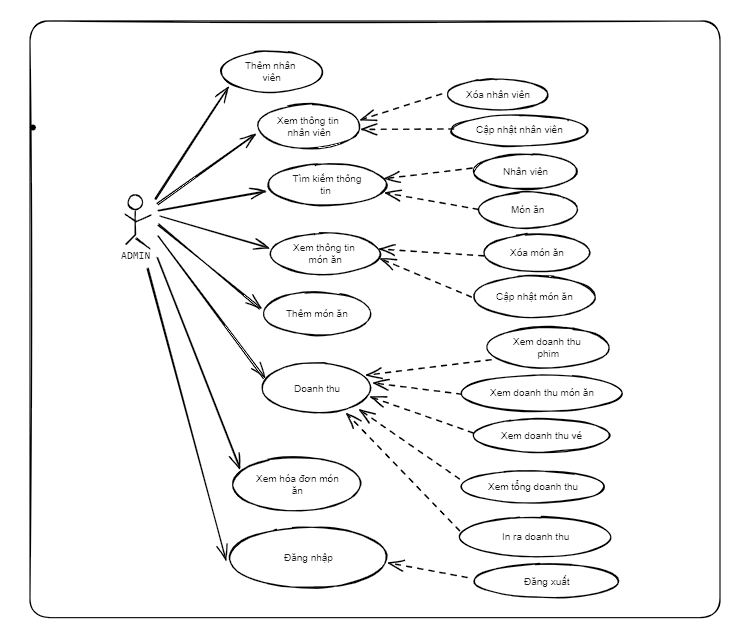 Thêm nhân
viên
Xem thông tin
nhân viên
Xóa nhân viên
Cập nhật nhân viên
Tìm kiếm thông
tin
Nhân viên
Món ăn
ADMIN
Xem thông tin
món ăn
Xóa món ăn
Cập nhật món ăn
Thêm món ăn
Doanh thu
Xem doanh thu
phim
Xem doanh thu món ăn
Xem doanh thu vé
Xem tổng doanh thu
In ra doanh thu
Xem hóa đơn món
ăn
Đăng nhập
Đăng xuất